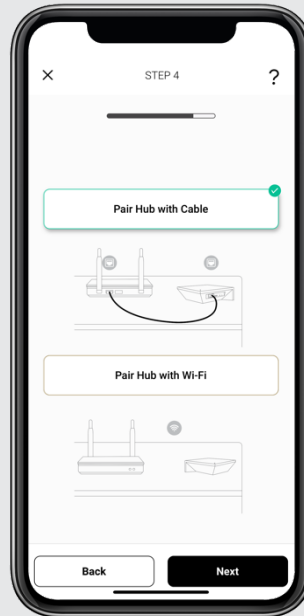 STEP 4
?
Pair Hub with Cable
Pair Hub with Wi-Fi
Back
Next